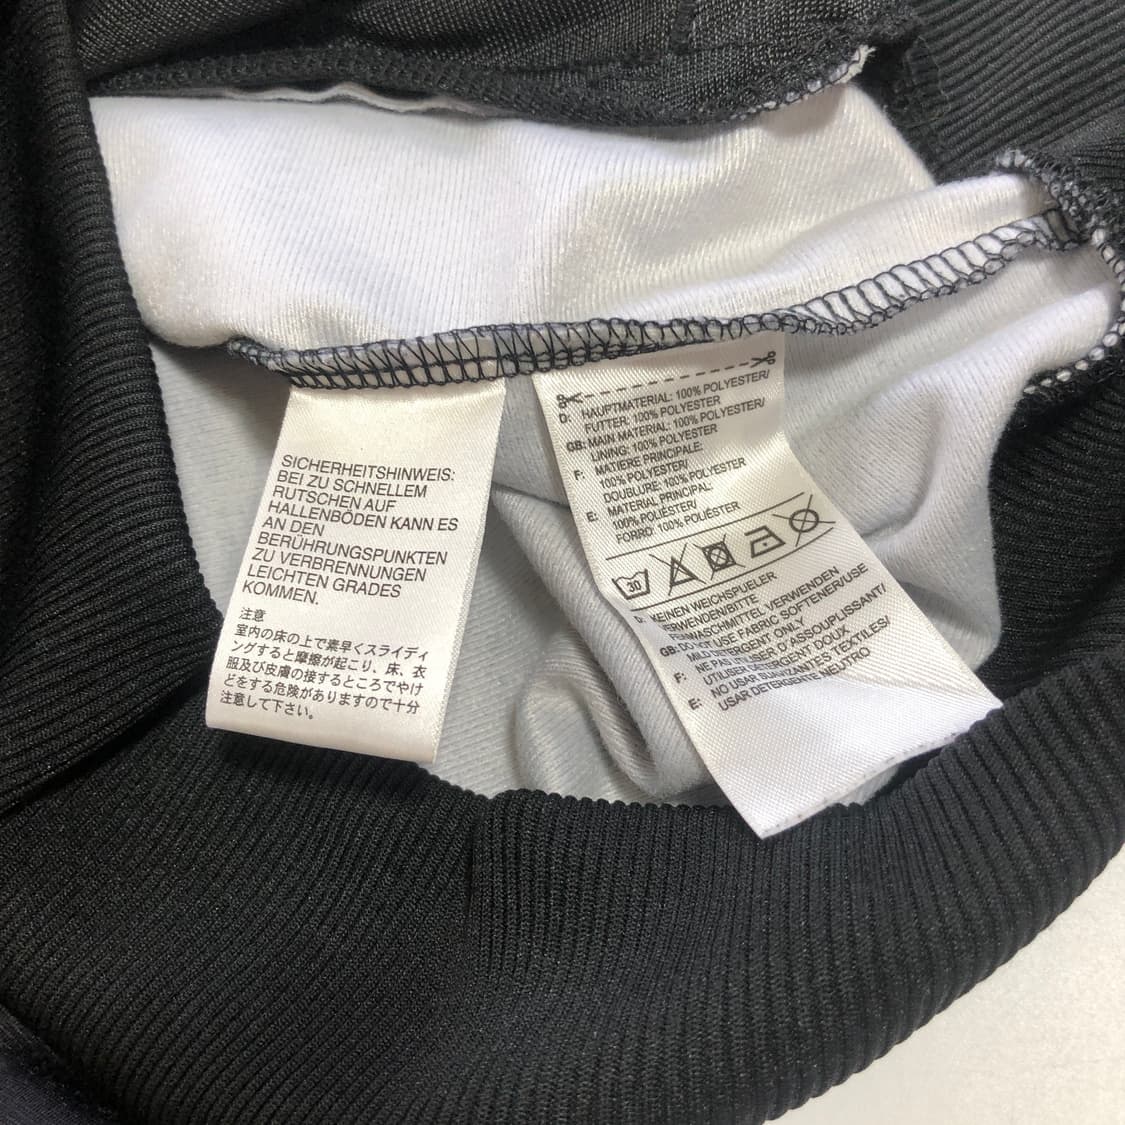 SICHERHEITSHINWEIS:
BEI ZU SCHNELLEM
RUTSCHEN AUF
HALLENBÖDEN KANN ES
AN DEN
BERÜHRUNGSPUNKTEN
ZU VERBRENNUNGEN
LEICHTEN GRADES
KOMMEN.
注意
室内の床の上で素早くスライディ
ングすると摩擦が起こり、床、衣
服及び皮膚の接するところでやけ
どをする危険がありますので十分
注意して下さい。
D: HAUPTMATERIAL: 100% POLYESTER/
FUTTER: 100% POLYESTER
GB: MAIN MATERIAL: 100% POLYESTER/
LINING: 100% POLYESTER
F: MATIERE PRINCIPALE:
100% POLYESTER/
DOUBLURE: 100% POLYESTER
E: MATERIAL PRINCIPAL:
100% POLIÉSTER/
FORRO: 100% POLIÉSTER
30
D: KEINEN WEICHSPUELER
VERWENDEN/BITTE
FEINWASCHMITTEL VERWENDEN
GB: DO NOT USE FABRIC SOFTENER/USE
MILD DETERGENT ONLY
F: NE PAS UTILISER D'ASSOUPLISSANT/
UTILISER DETERGENT DOUX
E: NO USAR SUAVIZANTES TEXTILES/
USAR DETERGENTE NEUTRO